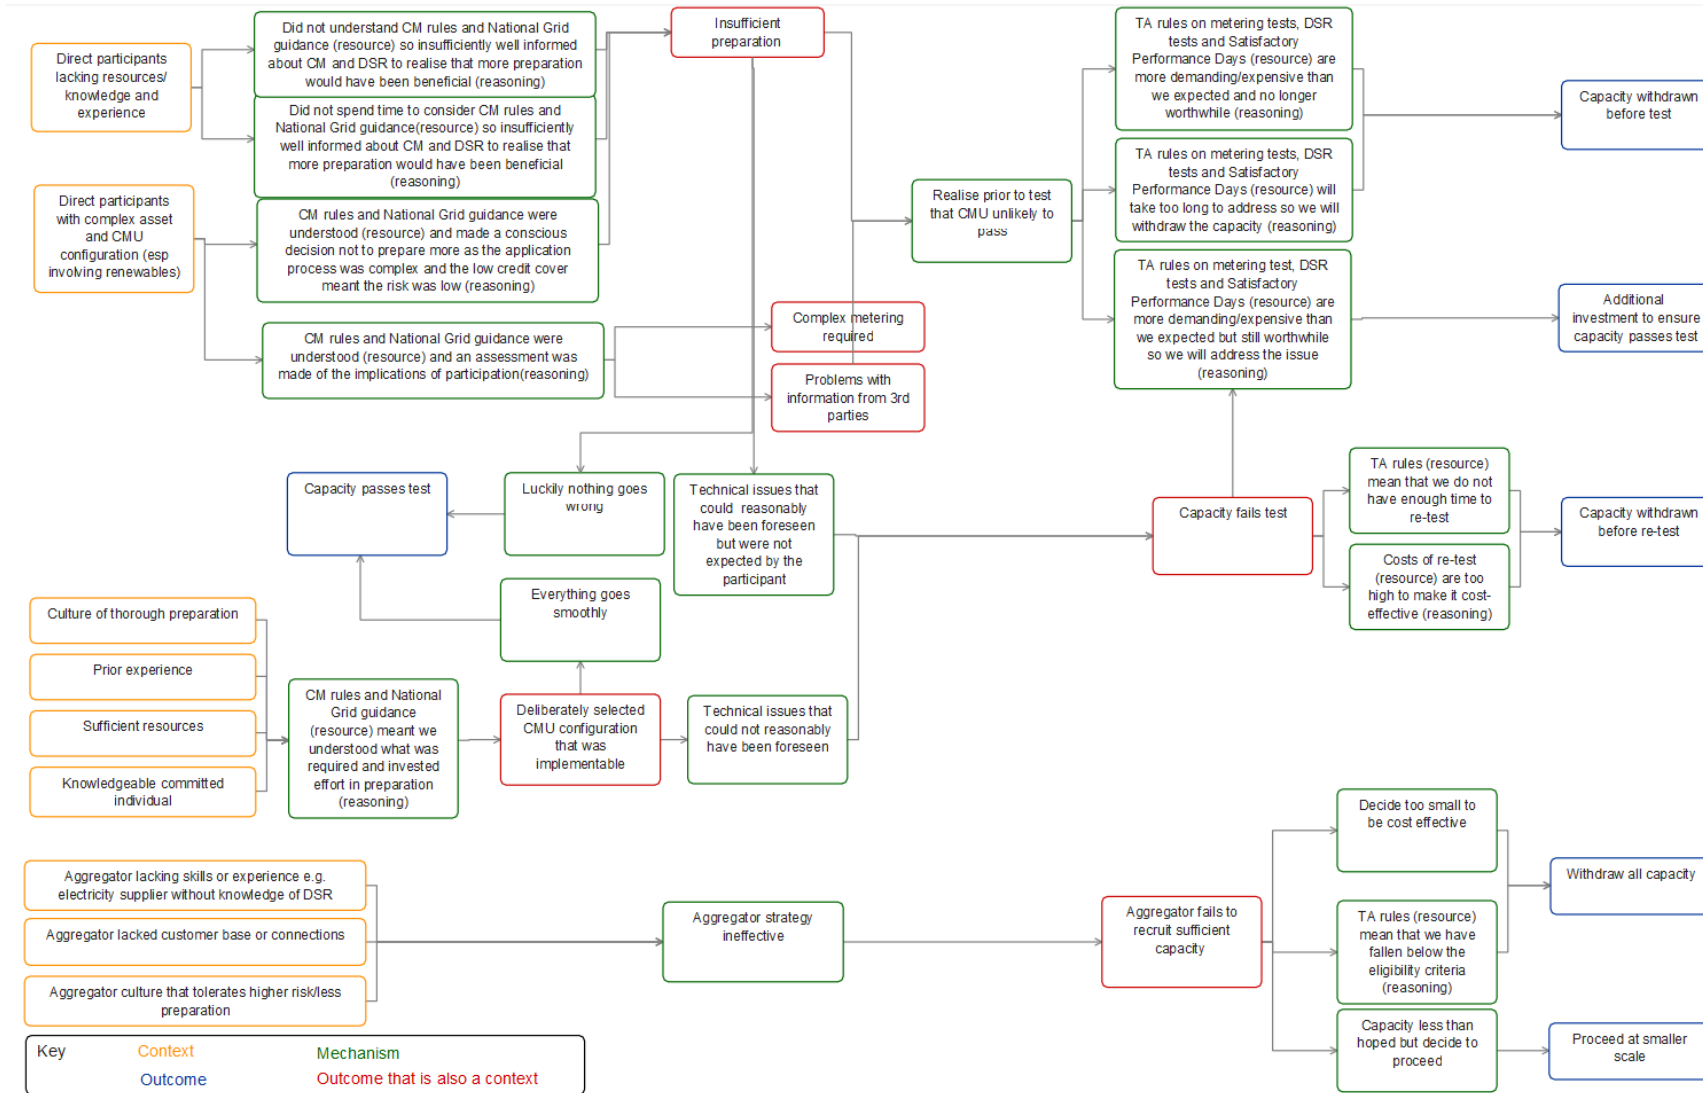 Direct participants
lacking resources/
knowledge and
experience
Did not understand CM rules and National Grid
guidance (resource) so insufficiently well informed
about CM and DSR to realise that more preparation
would have been beneficial (reasoning)
Did not spend time to consider CM rules and
National Grid guidance(resource) so insufficiently
well informed about CM and DSR to realise that
more preparation would have been beneficial
(reasoning)
Direct participants
with complex asset
and CMU
configuration (esp
involving renewables)
CM rules and National Grid guidance were
understood (resource) and made a conscious
decision not to prepare more as the application
process was complex and the low credit cover
meant the risk was low (reasoning)
CM rules and National Grid guidance were
understood (resource) and an assessment was
made of the implications of participation(reasoning)
Insufficient
preparation
Complex metering
required
Problems with
information from 3rd
parties
Realise prior to test
that CMU unlikely to
pass
TA rules on metering tests, DSR
tests and Satisfactory
Performance Days (resource) are
more demanding/expensive than
we expected and no longer
worthwhile (reasoning)
TA rules on metering tests, DSR
tests and Satisfactory
Performance Days (resource) will
take too long to address so we will
withdraw the capacity (reasoning)
TA rules on metering test, DSR
tests and Satisfactory
Performance Days (resource) are
more demanding/expensive than
we expected but still worthwhile
so we will address the issue
(reasoning)
Capacity withdrawn
before test
Additional
investment to ensure
capacity passes test
Capacity passes test
Luckily nothing goes
wrong
Technical issues that
could reasonably
have been foreseen
but were not
expected by the
participant
Everything goes
smoothly
Capacity fails test
TA rules (resource)
mean that we do not
have enough time to
re-test
Costs of re-test
(resource) are too
high to make it cost-
effective (reasoning)
Capacity withdrawn
before re-test
Culture of thorough preparation
Prior experience
Sufficient resources
Knowledgeable committed
individual
CM rules and National
Grid guidance
(resource) meant we
understood what was
required and invested
effort in preparation
(reasoning)
Deliberately selected
CMU configuration
that was
implementable
Technical issues that
could not reasonably
have been foreseen
Aggregator lacking skills or experience e.g.
electricity supplier without knowledge of DSR
Aggregator lacked customer base or connections
Aggregator culture that tolerates higher risk/less
preparation
Aggregator strategy
ineffective
Aggregator fails to
recruit sufficient
capacity
Decide too small to
be cost effective
TA rules (resource)
mean that we have
fallen below the
eligibility criteria
(reasoning)
Capacity less than
hoped but decide to
proceed
Withdraw all capacity
Proceed at smaller
scale
Key
Context
Mechanism
Outcome
Outcome that is also a context